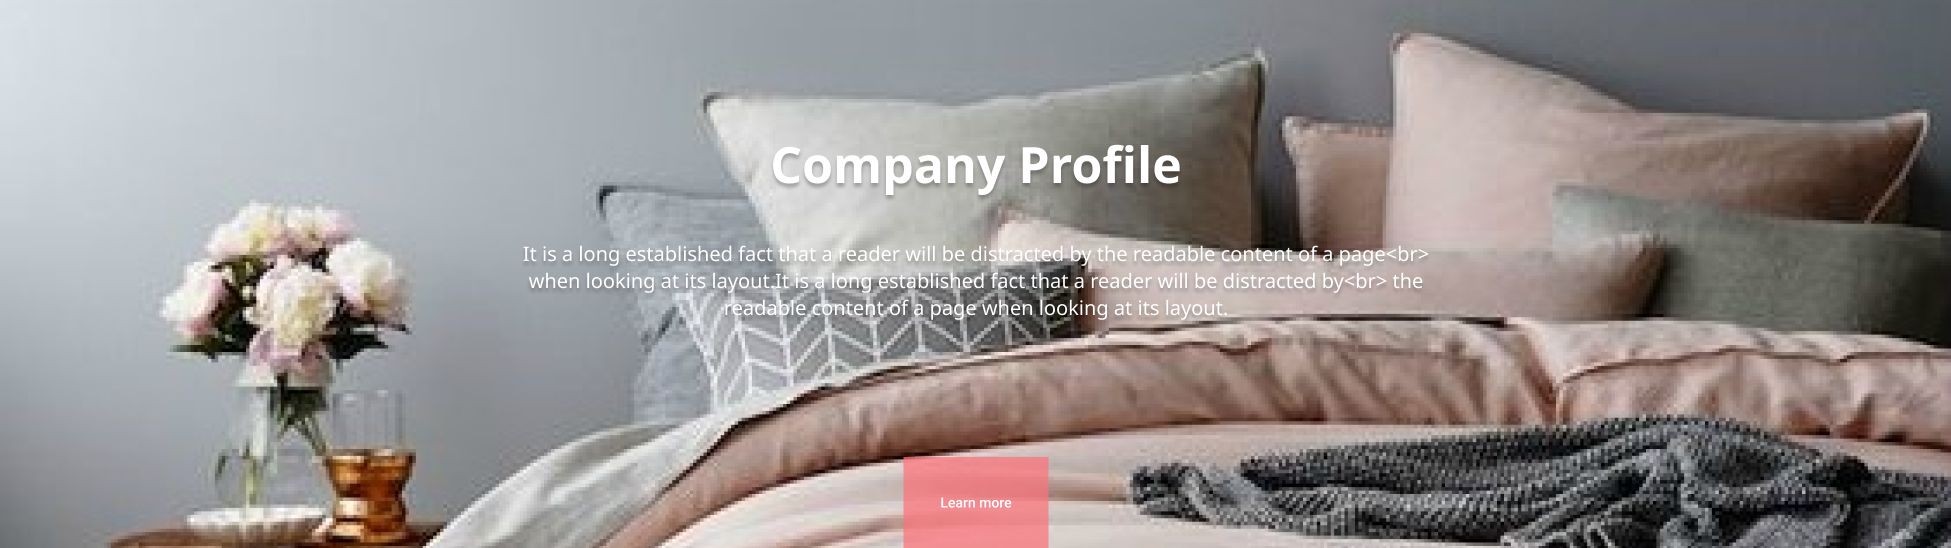 Company Profile
It is a long established fact that a reader will be distracted by the readable content of a page<br>
when looking at its layout.It is a long established fact that a reader will be distracted by<br> the
readable content of a page when looking at its layout.
Learn more